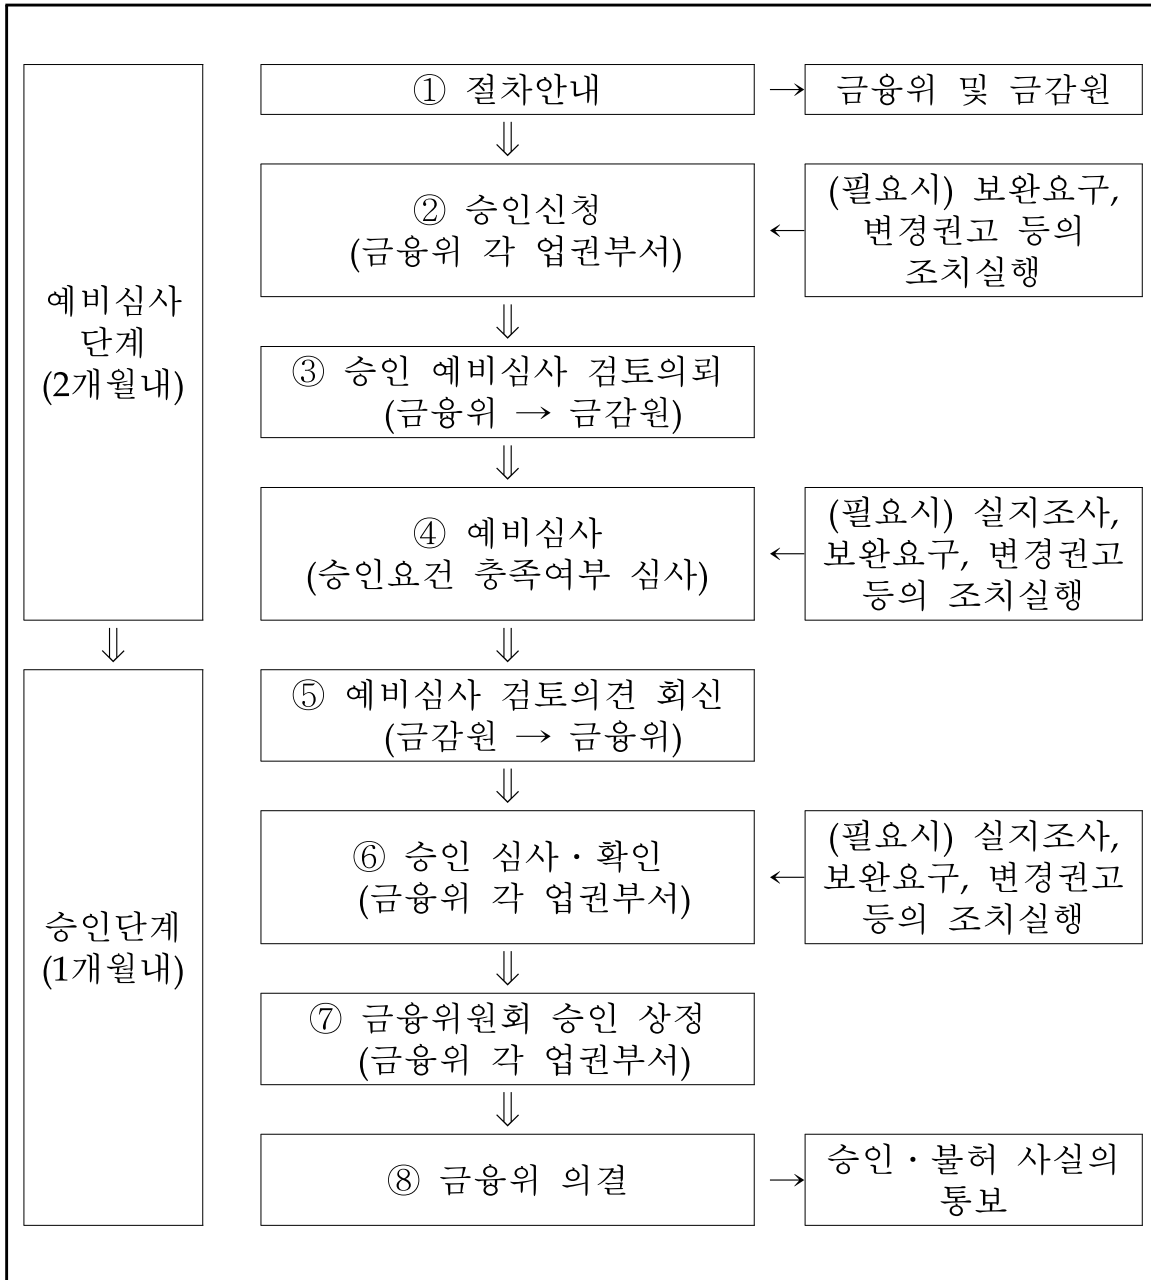 예비심사
단계
(2개월내)
⇓
승인단계
(1개월내)
① 절차안내
→
금융위 및 금감원
⇓
② 승인신청
(금융위 각 업권부서)
←
(필요시) 보완요구,
변경권고 등의
조치실행
⇓
③ 승인 예비심사 검토의뢰
(금융위 → 금감원)
⇓
④ 예비심사
(승인요건 충족여부 심사)
←
(필요시) 실지조사,
보완요구, 변경권고
등의 조치실행
⇓
⑤ 예비심사 검토의견 회신
(금감원 → 금융위)
⇓
⑥ 승인 심사·확인
(금융위 각 업권부서)
←
(필요시) 실지조사,
보완요구, 변경권고
등의 조치실행
⇓
⑦ 금융위원회 승인 상정
(금융위 각 업권부서)
⇓
⑧ 금융위 의결
→
승인·불허 사실의
통보